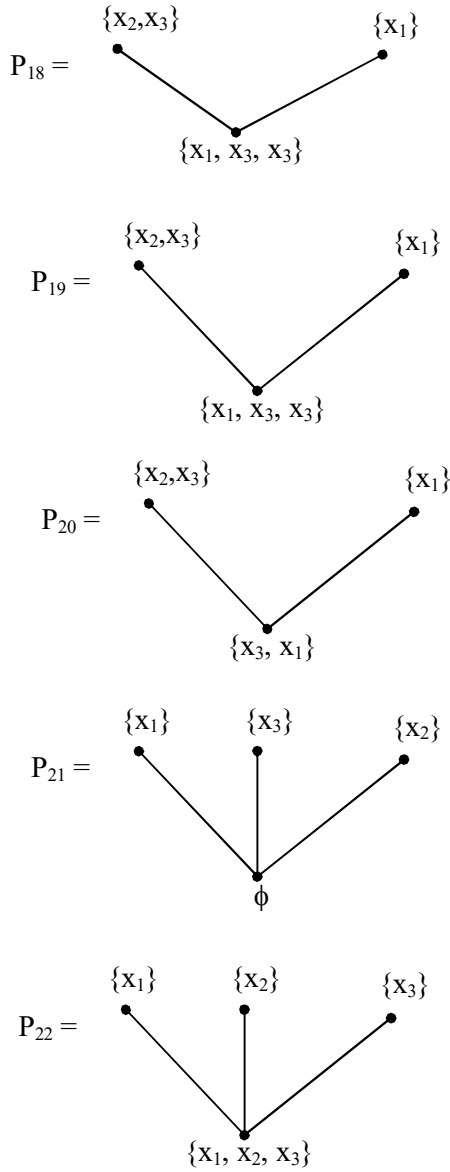 {x₂,x₃} {x₁}
P₁₈ =
{x₁, x₃, x₃}
{x₂,x₃} {x₁}
P₁₉ =
{x₁, x₃, x₃}
{x₂,x₃} {x₁}
P₂₀ =
{x₃, x₁}
{x₁} {x₃} {x₂}
P₂₁ =
ϕ
{x₁} {x₂} {x₃}
P₂₂ =
{x₁, x₂, x₃}